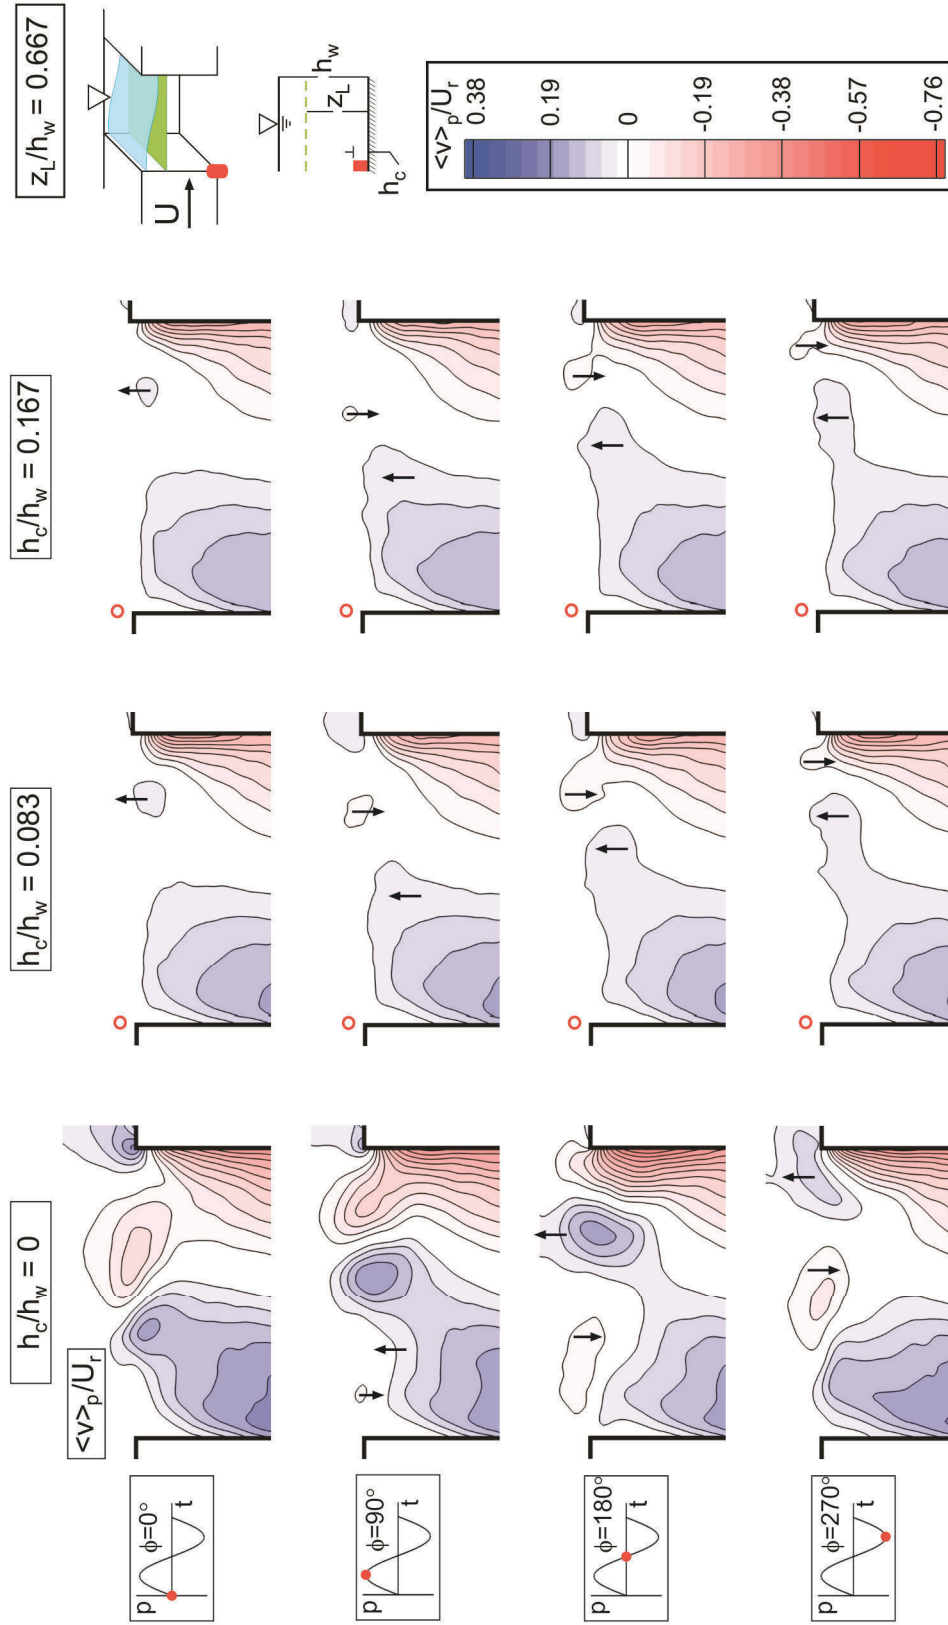 h_c/h_w = 0
h_c/h_w = 0.083
h_c/h_w = 0.167
z_L/h_w = 0.667
<v>_p/U_r
p
ϕ=0°
t
p
ϕ=90°
t
p
ϕ=180°
t
p
ϕ=270°
t
U
h_w
z_L
h_c
<v>_p/U_r
0.38
0.19
0
-0.19
-0.38
-0.57
-0.76